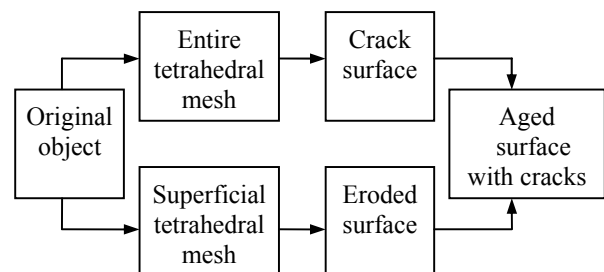 Original
object
Entire
tetrahedral
mesh
Crack
surface
Superficial
tetrahedral
mesh
Eroded
surface
Aged
surface
with cracks